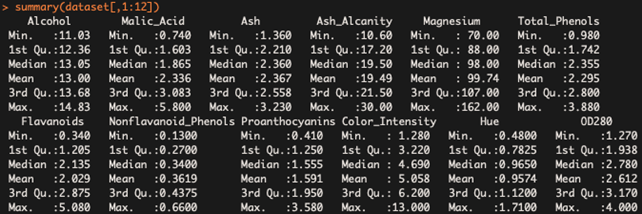 > summary(dataset[,1:12])
Alcohol Malic_Acid Ash Ash_Alcanity Magnesium Total_Phenols
Min. :11.03 Min. :0.740 Min. :1.360 Min. :10.60 Min. : 70.00 Min. :0.980
1st Qu.:12.36 1st Qu.:1.603 1st Qu.:2.210 1st Qu.:17.20 1st Qu.: 88.00 1st Qu.:1.742
Median :13.05 Median :1.865 Median :2.360 Median :19.50 Median : 98.00 Median :2.355
Mean :13.00 Mean :2.336 Mean :2.367 Mean :19.49 Mean : 99.74 Mean :2.295
3rd Qu.:13.68 3rd Qu.:3.083 3rd Qu.:2.558 3rd Qu.:21.50 3rd Qu.:107.00 3rd Qu.:2.800
Max. :14.83 Max. :5.800 Max. :3.230 Max. :30.00 Max. :162.00 Max. :3.880
Flavanoids Nonflavanoid_Phenols Proanthocyanins Color_Intensity Hue OD280
Min. :0.340 Min. :0.1300 Min. :0.410 Min. : 1.280 Min. :0.4800 Min. :1.270
1st Qu.:1.205 1st Qu.:0.2700 1st Qu.:1.250 1st Qu.: 3.220 1st Qu.:0.7825 1st Qu.:1.938
Median :2.135 Median :0.3400 Median :1.555 Median : 4.690 Median :0.9650 Median :2.780
Mean :2.029 Mean :0.3619 Mean :1.591 Mean : 5.058 Mean :0.9574 Mean :2.612
3rd Qu.:2.875 3rd Qu.:0.4375 3rd Qu.:1.950 3rd Qu.: 6.200 3rd Qu.:1.1200 3rd Qu.:3.170
Max. :5.080 Max. :0.6600 Max. :3.580 Max. :13.000 Max. :1.7100 Max. :4.000